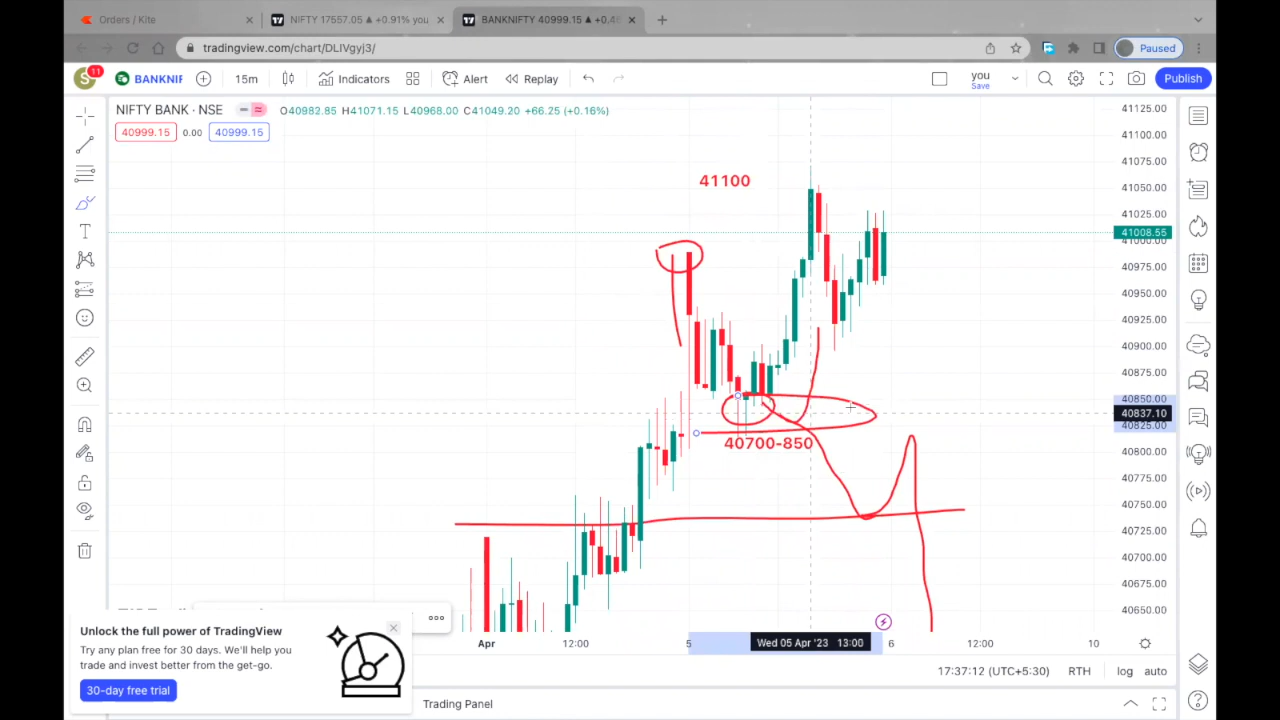 Orders / Kite
NIFTY 17557.05 ▲ +0.91% you
BANKNIFTY 40999.15 ▲ +0.46
tradingview.com/chart/DLIVgyj3/
Paused
S 11
BANKNIF
15m
Indicators
Alert
Replay
you
Save
Publish
NIFTY BANK · NSE
O40982.85 H41071.15 L40968.00 C41049.20 +66.25 (+0.16%)
40999.15 0.00 40999.15
41100
40700-850
41125.00
41100.00
41075.00
41050.00
41025.00
41008.55
41000.00
40975.00
40950.00
40925.00
40900.00
40875.00
40850.00
40837.10
40825.00
40800.00
40775.00
40750.00
40725.00
40700.00
40675.00
40650.00
Apr 12:00 5 Wed 05 Apr '23 13:00 6 12:00 10
17:37:12 (UTC+5:30) RTH log auto
Unlock the full power of TradingView
Try any plan free for 30 days. We'll help you
trade and invest better from the get-go.
30-day free trial
Trading Panel